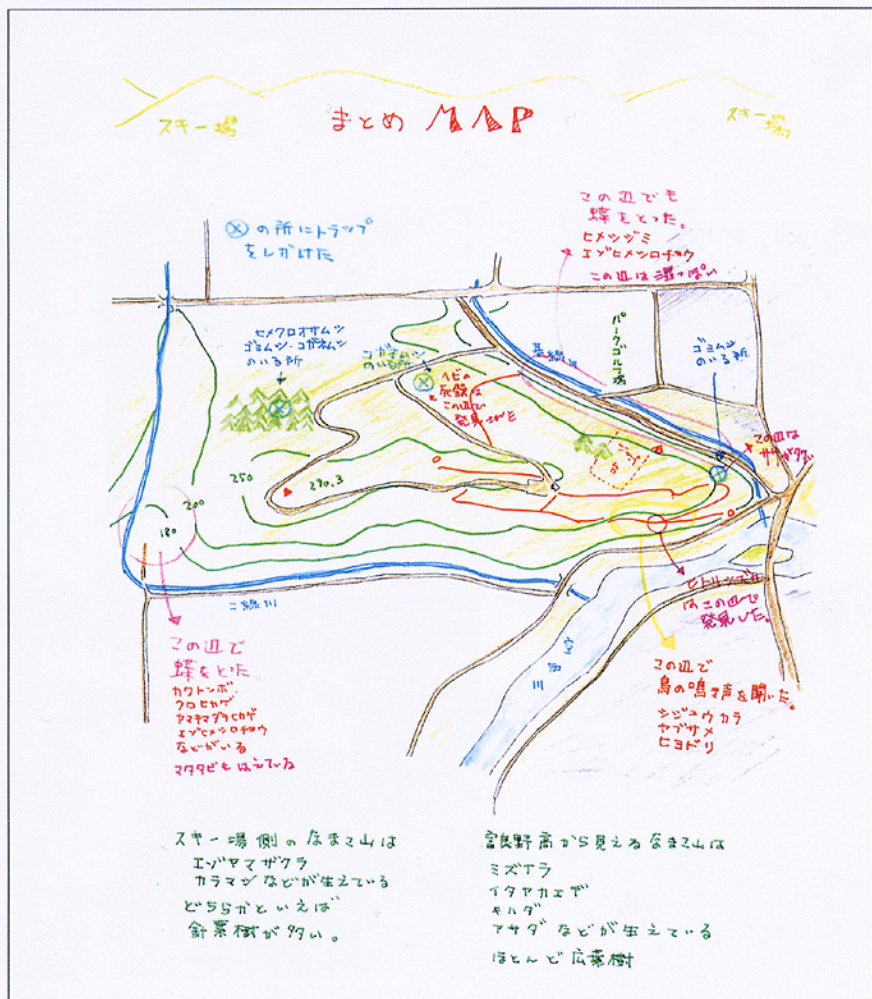 スキー場
まとめ MAP
スキー場
⊗の所にトラップ
をしかけた
この辺でも
蝶をとった。
ヒメシジミ
エゾヒメシロチョウ
この辺は湿っぽい
ヒメクロオサムシ
ゴミムシ・コガネムシ
のいる所
コガネムシ
のいる所
ヘビの
死骸は
この辺で
発見された
基線川
パークゴルフ場
ゴミムシ
のいる所
この辺は
ササが多い
250
200
180
290.3
二線川
空知川
ヒトリシズカ
はこの辺で
発見した。
この辺で
蝶をとった
カワトンボ
クロヒカゲ
ヤマキマダラヒカゲ
エゾヒメシロチョウ
などがいる
マタタビもはえている
この辺で
鳥の鳴き声を聞いた。
シジュウカラ
ヤブサメ
ヒヨドリ
スキー場側のなまこ山は
エゾヤマザクラ
カラマツなどが生えている
どちらかといえば
針葉樹が多い。
富良野高から見えるなまこ山は
ミズナラ
イタヤカエデ
キハダ
アサダなどが生えている
ほとんど広葉樹